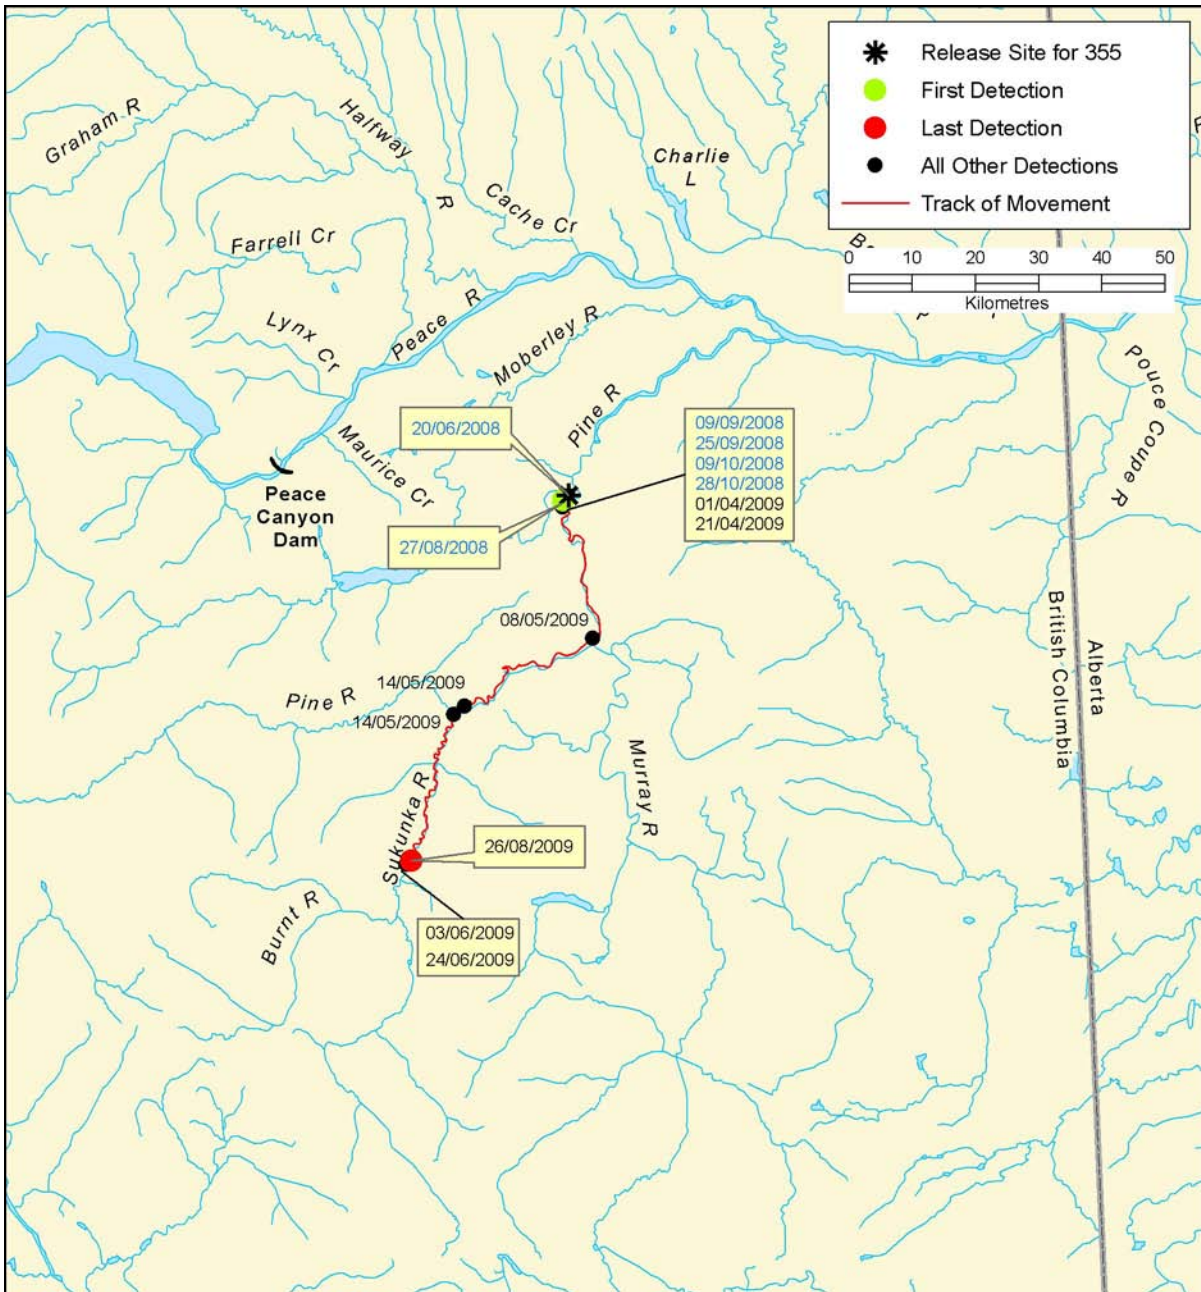 Release Site for 355
First Detection
Last Detection
All Other Detections
Track of Movement
0 10 20 30 40 50
Kilometres
Graham R
Halfway
R
Charlie
L
Cache Cr
Farrell Cr
Lynx Cr
Peace R
Moberley R
Pine R
Maurice Cr
Pouce Coupe R
Peace
Canyon
Dam
20/06/2008
09/09/2008
25/09/2008
09/10/2008
28/10/2008
01/04/2009
21/04/2009
27/08/2008
08/05/2009
British Columbia
Alberta
14/05/2009
Pine R
14/05/2009
Murray R
Sukunka R
26/08/2009
Burnt R
03/06/2009
24/06/2009